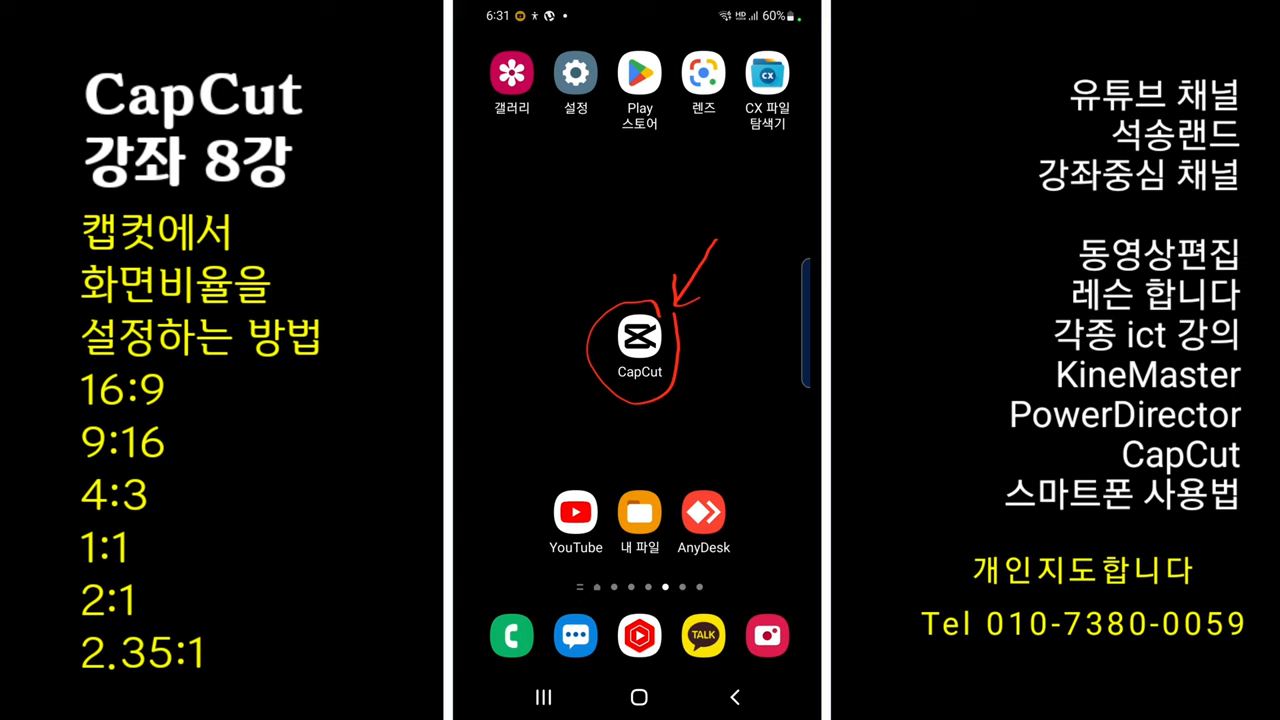 CapCut
강좌 8강
캡컷에서
화면비율을
설정하는 방법
16:9
9:16
4:3
1:1
2:1
2.35:1
6:31
60%
갤러리
설정
Play
스토어
렌즈
CX 파일
탐색기
CX
CapCut
YouTube
내 파일
AnyDesk
TALK
유튜브 채널
석송랜드
강좌중심 채널
동영상편집
레슨 합니다
각종 ict 강의
KineMaster
PowerDirector
CapCut
스마트폰 사용법
개인지도합니다
Tel 010-7380-0059